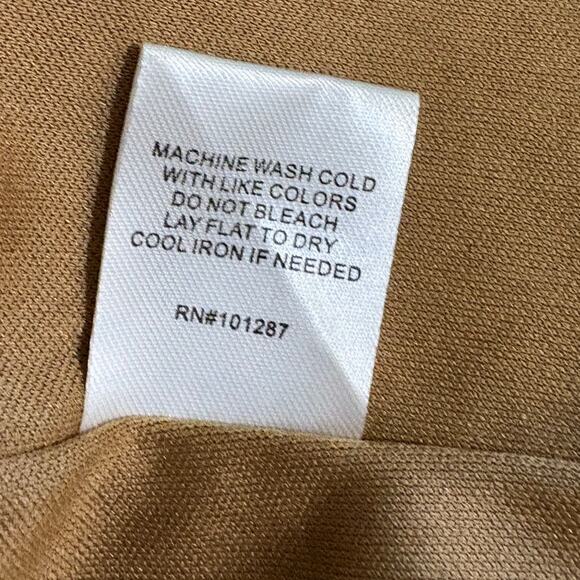 MACHINE WASH COLD
WITH LIKE COLORS
DO NOT BLEACH
LAY FLAT TO DRY
COOL IRON IF NEEDED
RN#101287